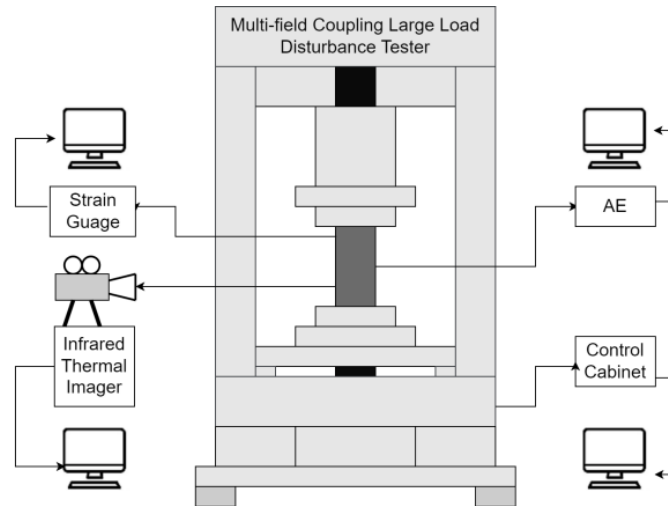 Multi-field Coupling Large Load
Disturbance Tester
Strain
Guage
AE
Infrared
Thermal
Imager
Control
Cabinet